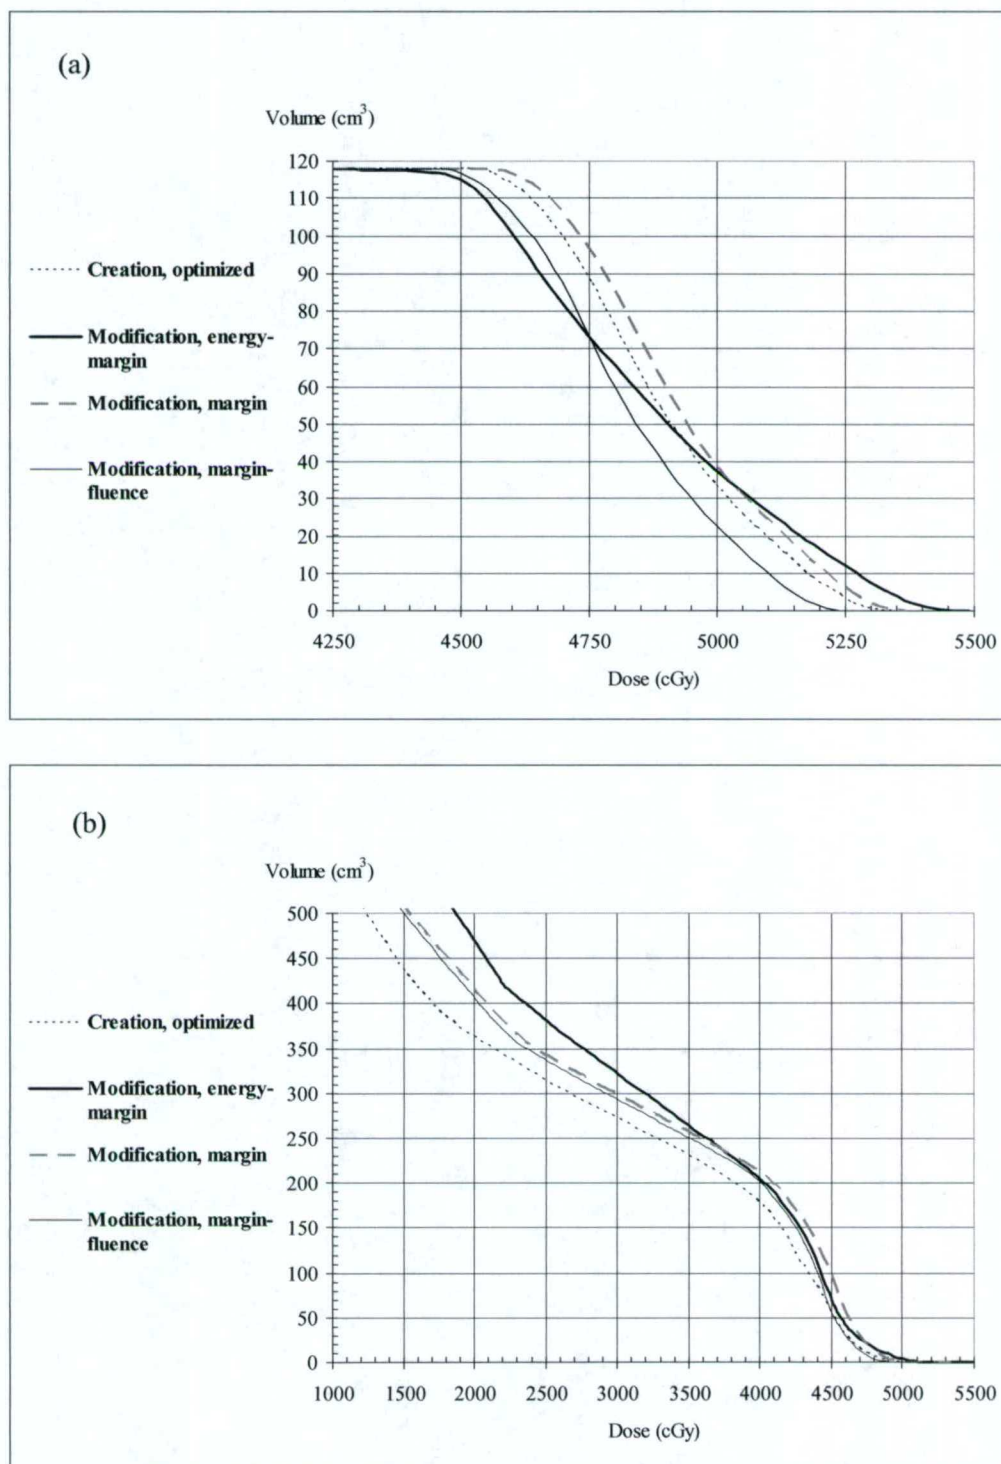 (a)
Volume (cm³)
120
110
100
90
80
70
60
50
40
30
20
10
0
4250 4500 4750 5000 5250 5500
Dose (cGy)
Creation, optimized
Modification, energy-
margin
Modification, margin
Modification, margin-
fluence
(b)
Volume (cm³)
500
450
400
350
300
250
200
150
100
50
0
1000 1500 2000 2500 3000 3500 4000 4500 5000 5500
Dose (cGy)
Creation, optimized
Modification, energy-
margin
Modification, margin
Modification, margin-
fluence